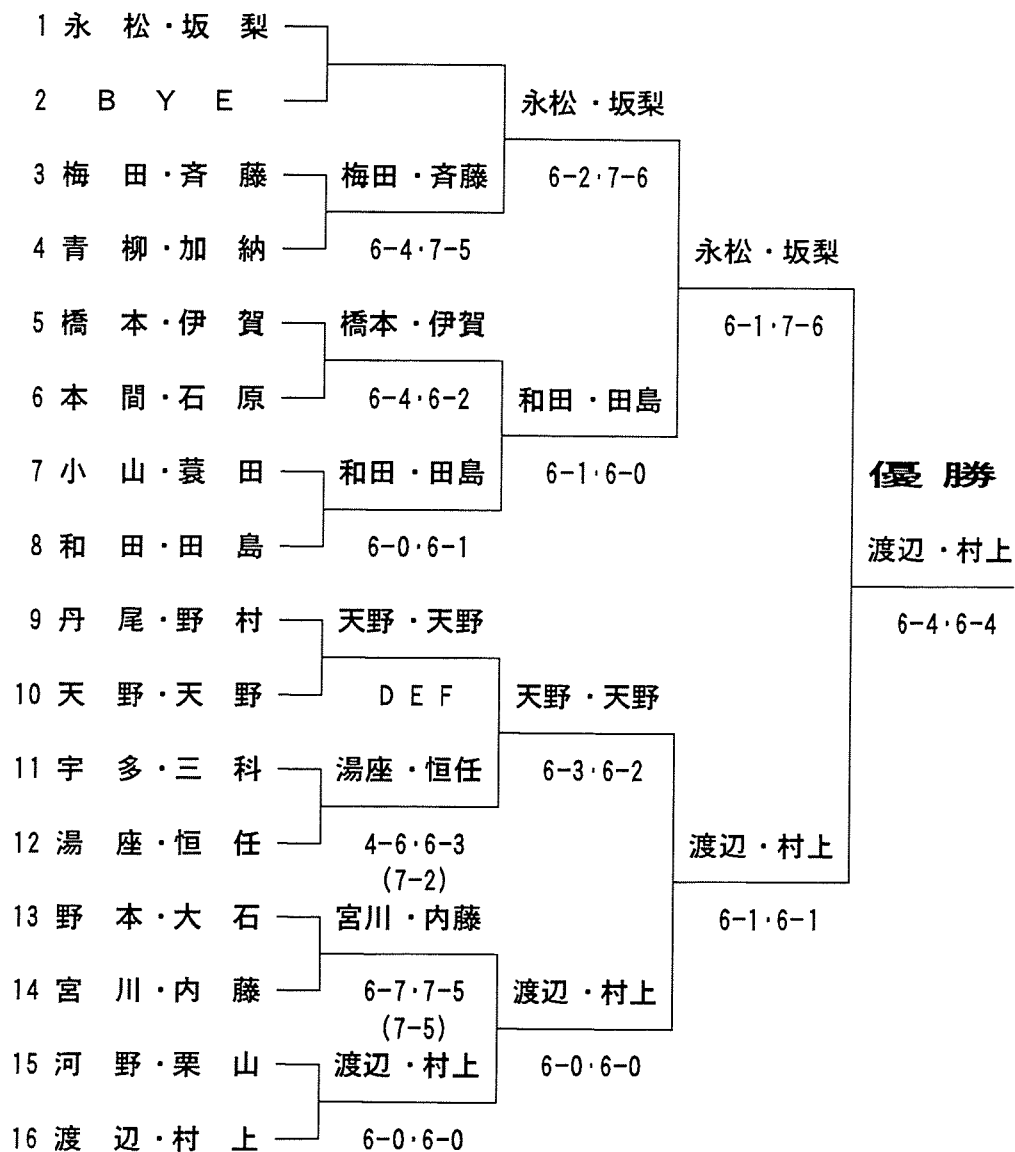 1 永 松・坂 梨
2 B Y E
永松・坂梨
3 梅 田・斉 藤
梅田・斉藤
6-2・7-6
4 青 柳・加 納
6-4・7-5
永松・坂梨
5 橋 本・伊 賀
橋本・伊賀
6-1・7-6
6 本 間・石 原
6-4・6-2
和田・田島
7 小 山・蓑 田
和田・田島
6-1・6-0
優 勝
8 和 田・田 島
6-0・6-1
渡辺・村上
9 丹 尾・野 村
天野・天野
6-4・6-4
10 天 野・天 野
D E F
天野・天野
11 宇 多・三 科
湯座・恒任
6-3・6-2
12 湯 座・恒 任
4-6・6-3
(7-2)
渡辺・村上
13 野 本・大 石
宮川・内藤
6-1・6-1
14 宮 川・内 藤
6-7・7-5
(7-5)
渡辺・村上
15 河 野・栗 山
渡辺・村上
6-0・6-0
16 渡 辺・村 上
6-0・6-0